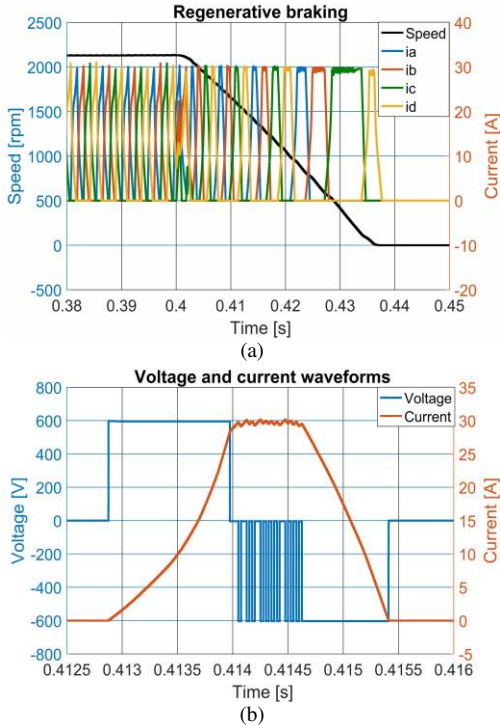 Regenerative braking
Speed [rpm]
2500
2000
1500
1000
500
0
-500
Speed
ia
ib
ic
id
40
30
20
10
0
-10
-20
Current [A]
0.38 0.39 0.4 0.41 0.42 0.43 0.44 0.45
Time [s]
(a)
Voltage and current waveforms
Voltage [V]
800
600
400
200
0
-200
-400
-600
-800
Voltage
Current
35
30
25
20
15
10
5
0
-5
Current [A]
0.4125 0.413 0.4135 0.414 0.4145 0.415 0.4155 0.416
Time [s]
(b)